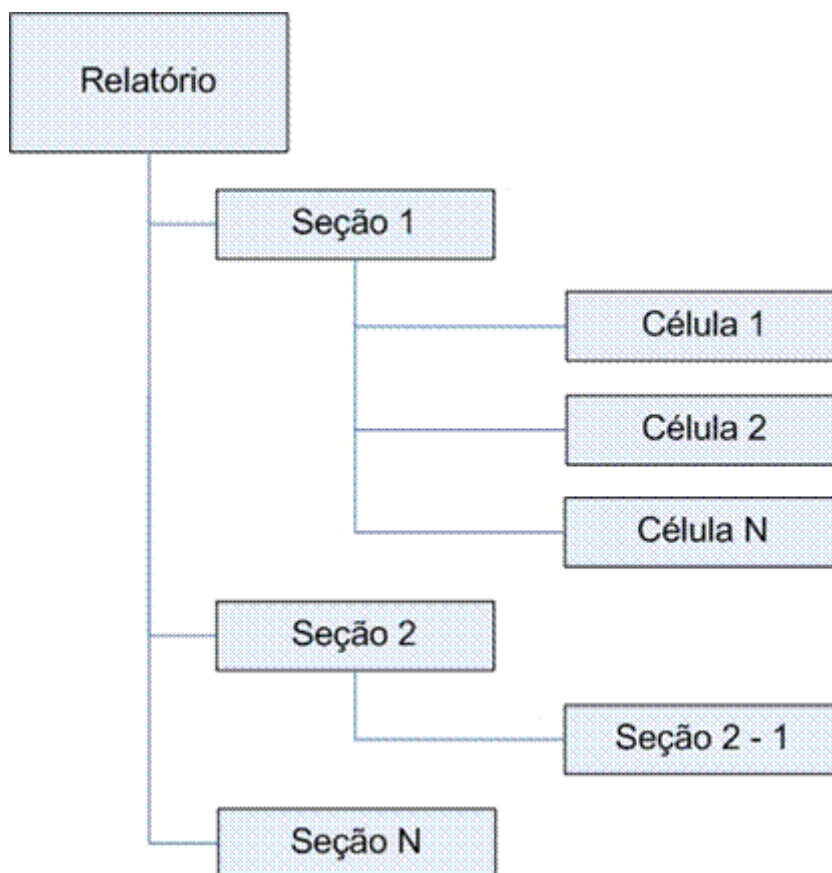 Relatório
Seção 1
Célula 1
Célula 2
Célula N
Seção 2
Seção 2 - 1
Seção N